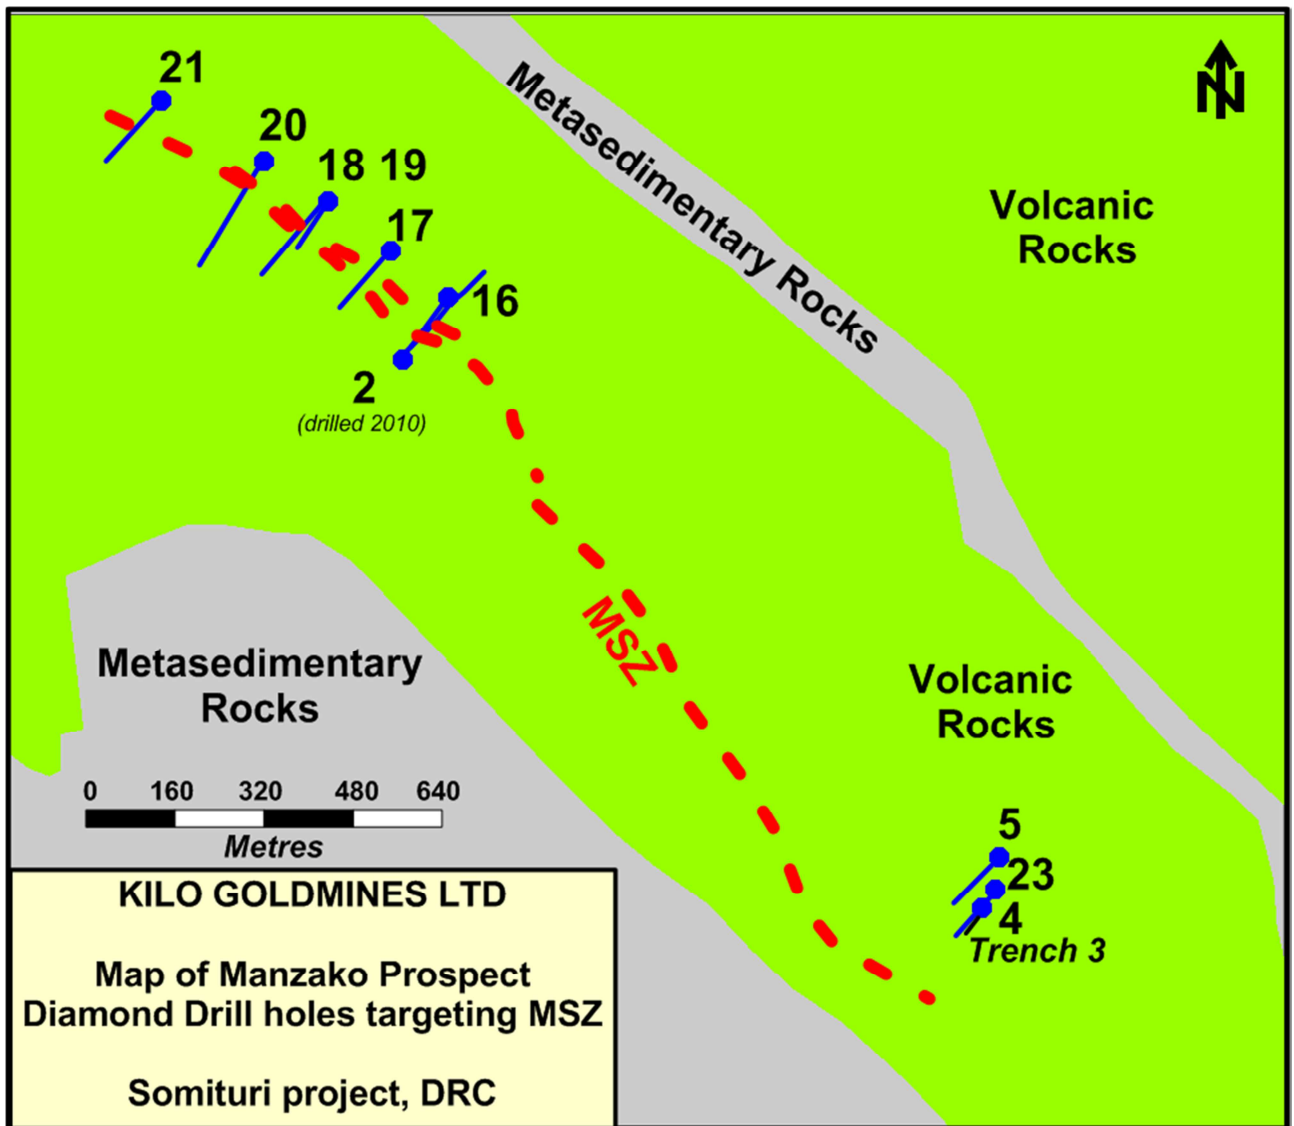 21
20
18 19
17
16
2
(drilled 2010)
Metasedimentary Rocks
N
Volcanic
Rocks
MSZ
Metasedimentary
Rocks
Volcanic
Rocks
0 160 320 480 640
Metres
5
23
4
Trench 3
KILO GOLDMINES LTD
Map of Manzako Prospect
Diamond Drill holes targeting MSZ
Somituri project, DRC